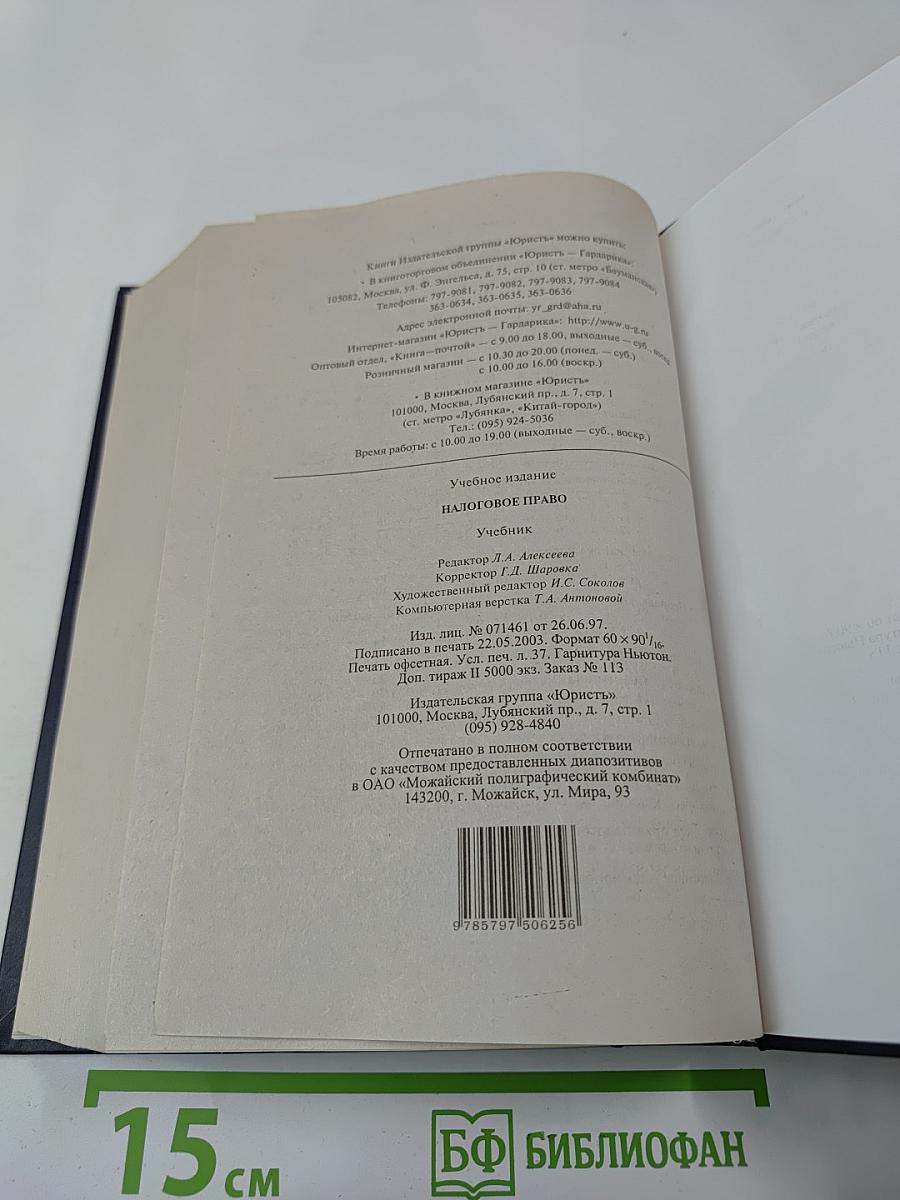 Книги Издательской группы «Юристъ» можно купить:
• В книготорговом объединении «Юристъ — Гардарика»:
105082, Москва, ул. Ф. Энгельса, д. 75, стр. 10 (ст. метро «Бауманская»)
Телефоны: 797-9081, 797-9082, 797-9083, 797-9084
363-0634, 363-0635, 363-0636
Адрес электронной почты: yr_grd@aha.ru
Интернет-магазин «Юристъ — Гардарика»: http://www.u-g.ru
Оптовый отдел, «Книга—почтой» — с 9.00 до 18.00, выходные — суб., воскр.
Розничный магазин — с 10.30 до 20.00 (понед. — суб.)
с 10.00 до 16.00 (воскр.)
• В книжном магазине «Юристъ»
101000, Москва, Лубянский пр., д. 7, стр. 1
(ст. метро «Лубянка», «Китай-город»)
Тел.: (095) 924-5036
Время работы: с 10.00 до 19.00 (выходные — суб., воскр.)
Учебное издание
НАЛОГОВОЕ ПРАВО
Учебник
Редактор Л.А. Алексеева
Корректор Г.Д. Шаровка
Художественный редактор И.С. Соколов
Компьютерная верстка Т.А. Антоновой
Изд. лиц. № 071461 от 26.06.97.
Подписано в печать 22.05.2003. Формат 60 × 90¹/₁₆.
Печать офсетная. Усл. печ. л. 37. Гарнитура Ньютон.
Доп. тираж II 5000 экз. Заказ № 113
Издательская группа «Юристъ»
101000, Москва, Лубянский пр., д. 7, стр. 1
(095) 928-4840
Отпечатано в полном соответствии
с качеством предоставленных диапозитивов
в ОАО «Можайский полиграфический комбинат»
143200, г. Можайск, ул. Мира, 93
9 785797 506256
15 см
БФ БИБЛИОФАН